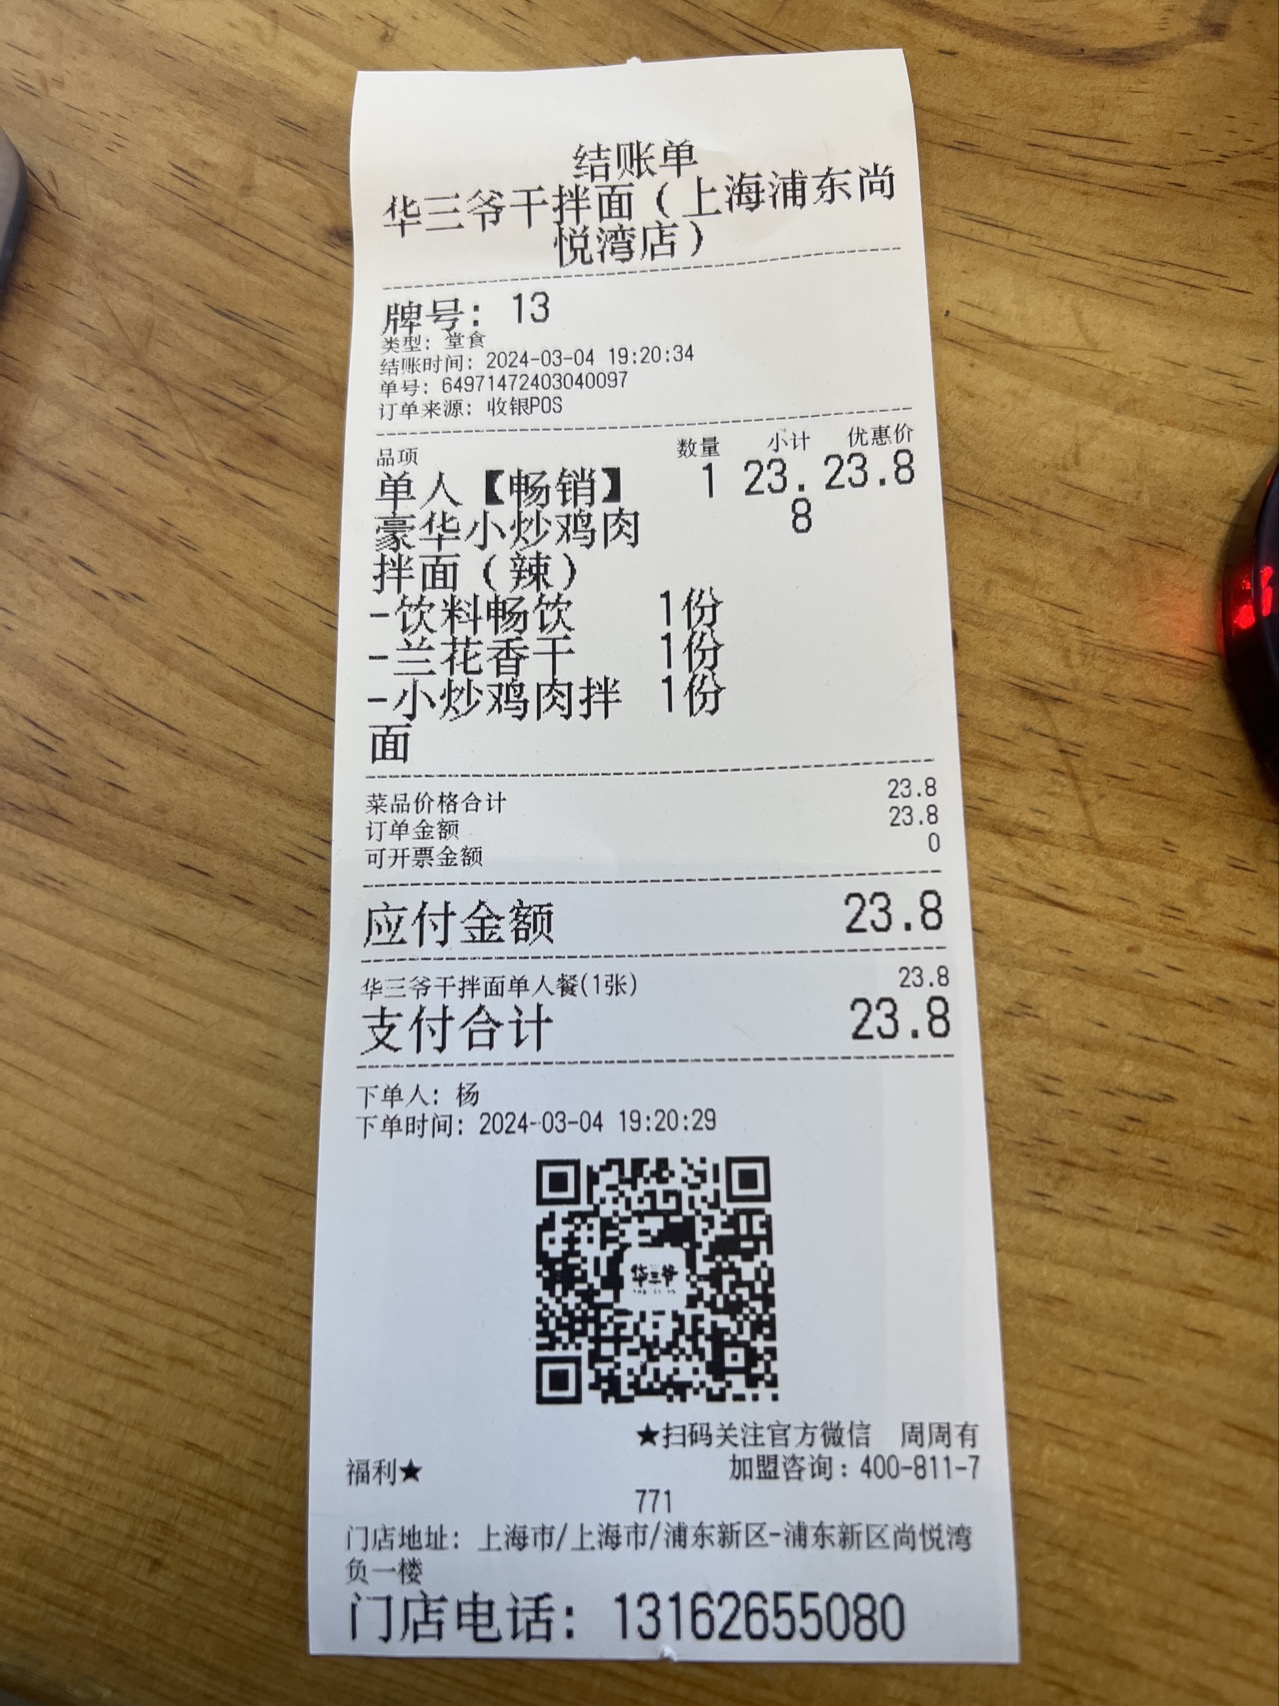 结账单
华三爷干拌面（上海浦东尚
悦湾店）
牌号：13
类型：堂食
结账时间：2024-03-04 19:20:34
单号：64971472403040097
订单来源：收银POS
品项 数量 小计 优惠价
单人【畅销】 1 23. 23.8
豪华小炒鸡肉 8
拌面（辣）
-饮料畅饮 1份
-兰花香干 1份
-小炒鸡肉拌 1份
面
菜品价格合计 23.8
订单金额 23.8
可开票金额 0
应付金额 23.8
华三爷干拌面单人餐(1张) 23.8
支付合计 23.8
下单人：杨
下单时间：2024-03-04 19:20:29
华三爷
★扫码关注官方微信 周周有
福利★ 加盟咨询：400-811-7
771
门店地址：上海市/上海市/浦东新区-浦东新区尚悦湾
负一楼
门店电话：13162655080